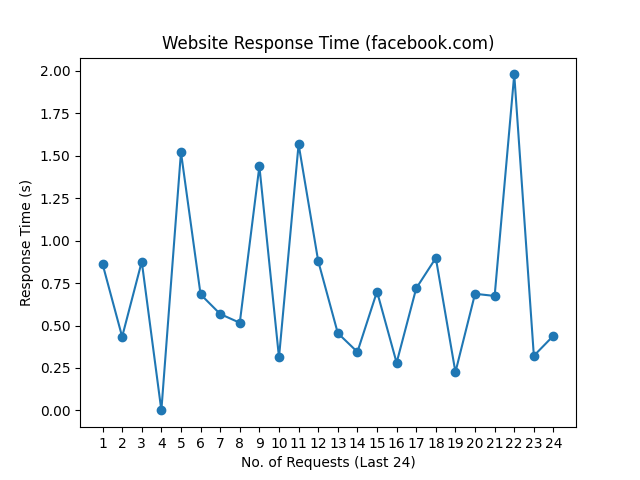 Website Response Time (facebook.com)
2.00
1.75
1.50
1.25
1.00
0.75
0.50
0.25
0.00
Response Time (s)
1 2 3 4 5 6 7 8 9 10 11 12 13 14 15 16 17 18 19 20 21 22 23 24
No. of Requests (Last 24)